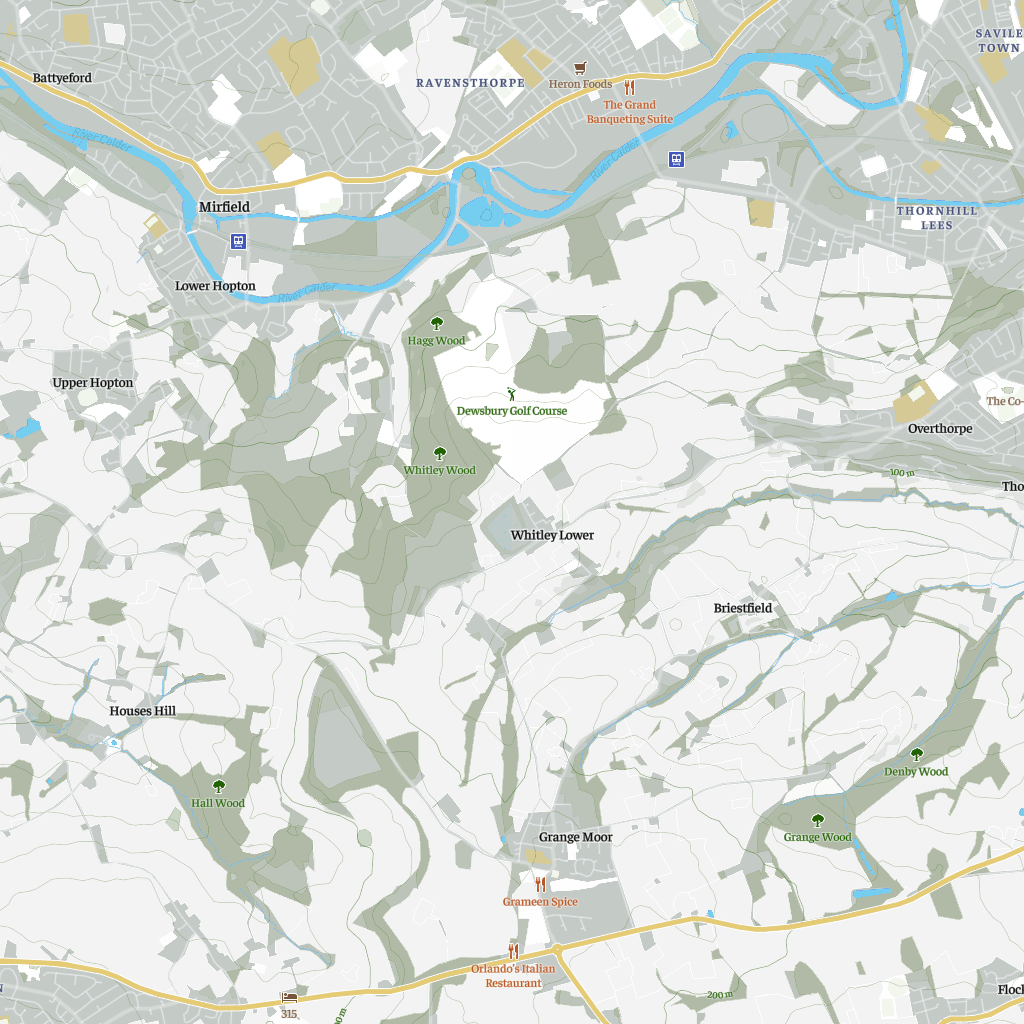 SAVILE
TOWN
Battyeford
RAVENSTHORPE
Heron Foods
The Grand
Banqueting Suite
River Calder
River Calder
Mirfield
THORNHILL
LEES
Lower Hopton
River Calder
Hagg Wood
Upper Hopton
Dewsbury Golf Course
The Co-
Overthorpe
Whitley Wood
100 m
Tho
Whitley Lower
Briestfield
Houses Hill
Denby Wood
Hall Wood
Grange Wood
Grange Moor
Grameen Spice
Orlando's Italian
Restaurant
N
Flock
200 m
315
00 m